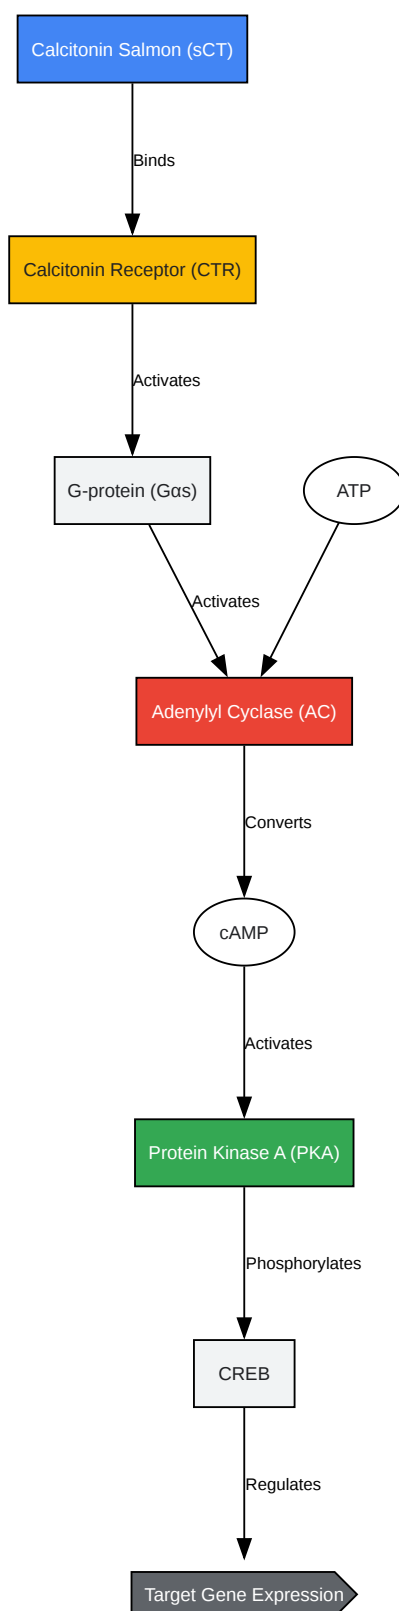 Calcitonin Salmon (sCT)
Binds
Calcitonin Receptor (CTR)
Activates
G-protein (Gαs)
ATP
Activates
Adenylyl Cyclase (AC)
Converts
cAMP
Activates
Protein Kinase A (PKA)
Phosphorylates
CREB
Regulates
Target Gene Expression